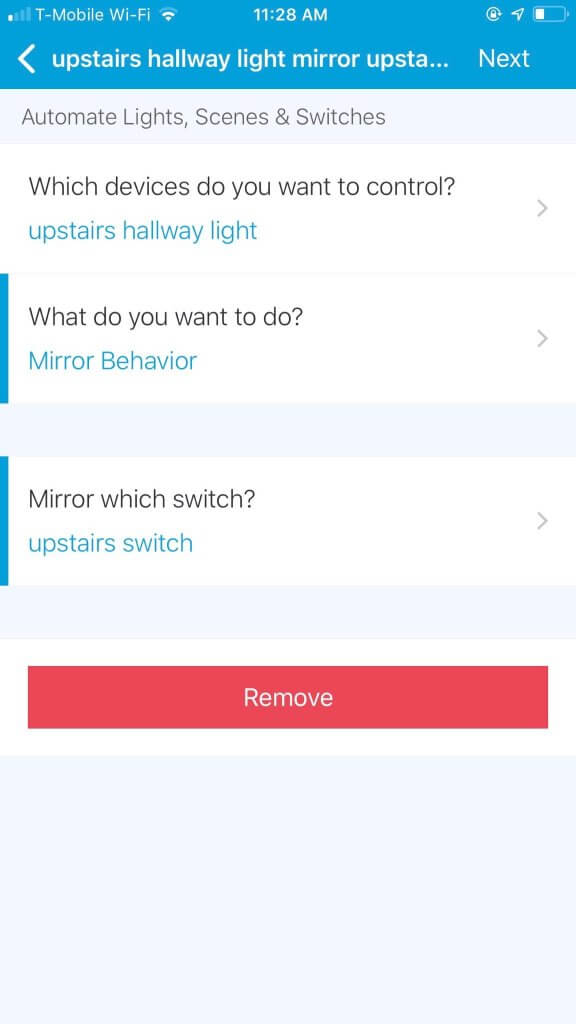 T-Mobile Wi-Fi 11:28 AM
upstairs hallway light mirror upsta... Next
Automate Lights, Scenes & Switches
Which devices do you want to control?
upstairs hallway light
What do you want to do?
Mirror Behavior
Mirror which switch?
upstairs switch
Remove